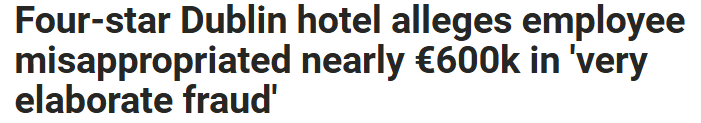 Four-star Dublin hotel alleges employee
misappropriated nearly €600k in 'very
elaborate fraud'